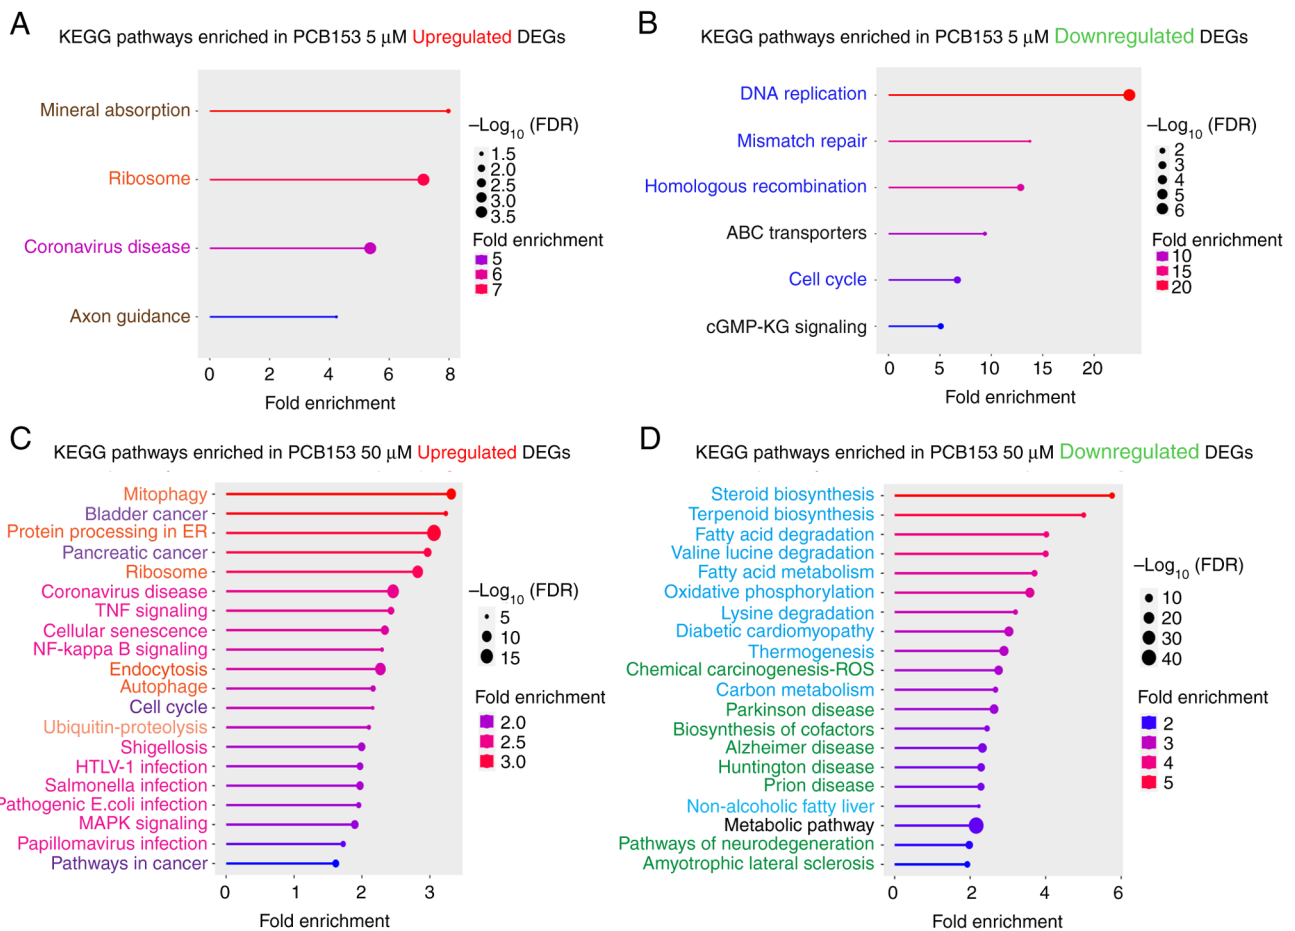 A
KEGG pathways enriched in PCB153 5 μM Upregulated DEGs
Mineral absorption
Ribosome
Coronavirus disease
Axon guidance
0 2 4 6 8
Fold enrichment
–Log10 (FDR)
1.5
2.0
2.5
3.0
3.5
Fold enrichment
5
6
7
B
KEGG pathways enriched in PCB153 5 μM Downregulated DEGs
DNA replication
Mismatch repair
Homologous recombination
ABC transporters
Cell cycle
cGMP-KG signaling
0 5 10 15 20
Fold enrichment
–Log10 (FDR)
2
3
4
5
6
Fold enrichment
10
15
20
C
KEGG pathways enriched in PCB153 50 μM Upregulated DEGs
Mitophagy
Bladder cancer
Protein processing in ER
Pancreatic cancer
Ribosome
Coronavirus disease
TNF signaling
Cellular senescence
NF-kappa B signaling
Endocytosis
Autophage
Cell cycle
Ubiquitin-proteolysis
Shigellosis
HTLV-1 infection
Salmonella infection
Pathogenic E.coli infection
MAPK signaling
Papillomavirus infection
Pathways in cancer
0 1 2 3
Fold enrichment
–Log10 (FDR)
5
10
15
Fold enrichment
2.0
2.5
3.0
D
KEGG pathways enriched in PCB153 50 μM Downregulated DEGs
Steroid biosynthesis
Terpenoid biosynthesis
Fatty acid degradation
Valine lucine degradation
Fatty acid metabolism
Oxidative phosphorylation
Lysine degradation
Diabetic cardiomyopathy
Thermogenesis
Chemical carcinogenesis-ROS
Carbon metabolism
Parkinson disease
Biosynthesis of cofactors
Alzheimer disease
Huntington disease
Prion disease
Non-alcoholic fatty liver
Metabolic pathway
Pathways of neurodegeneration
Amyotrophic lateral sclerosis
0 2 4 6
Fold enrichment
–Log10 (FDR)
10
20
30
40
Fold enrichment
2
3
4
5